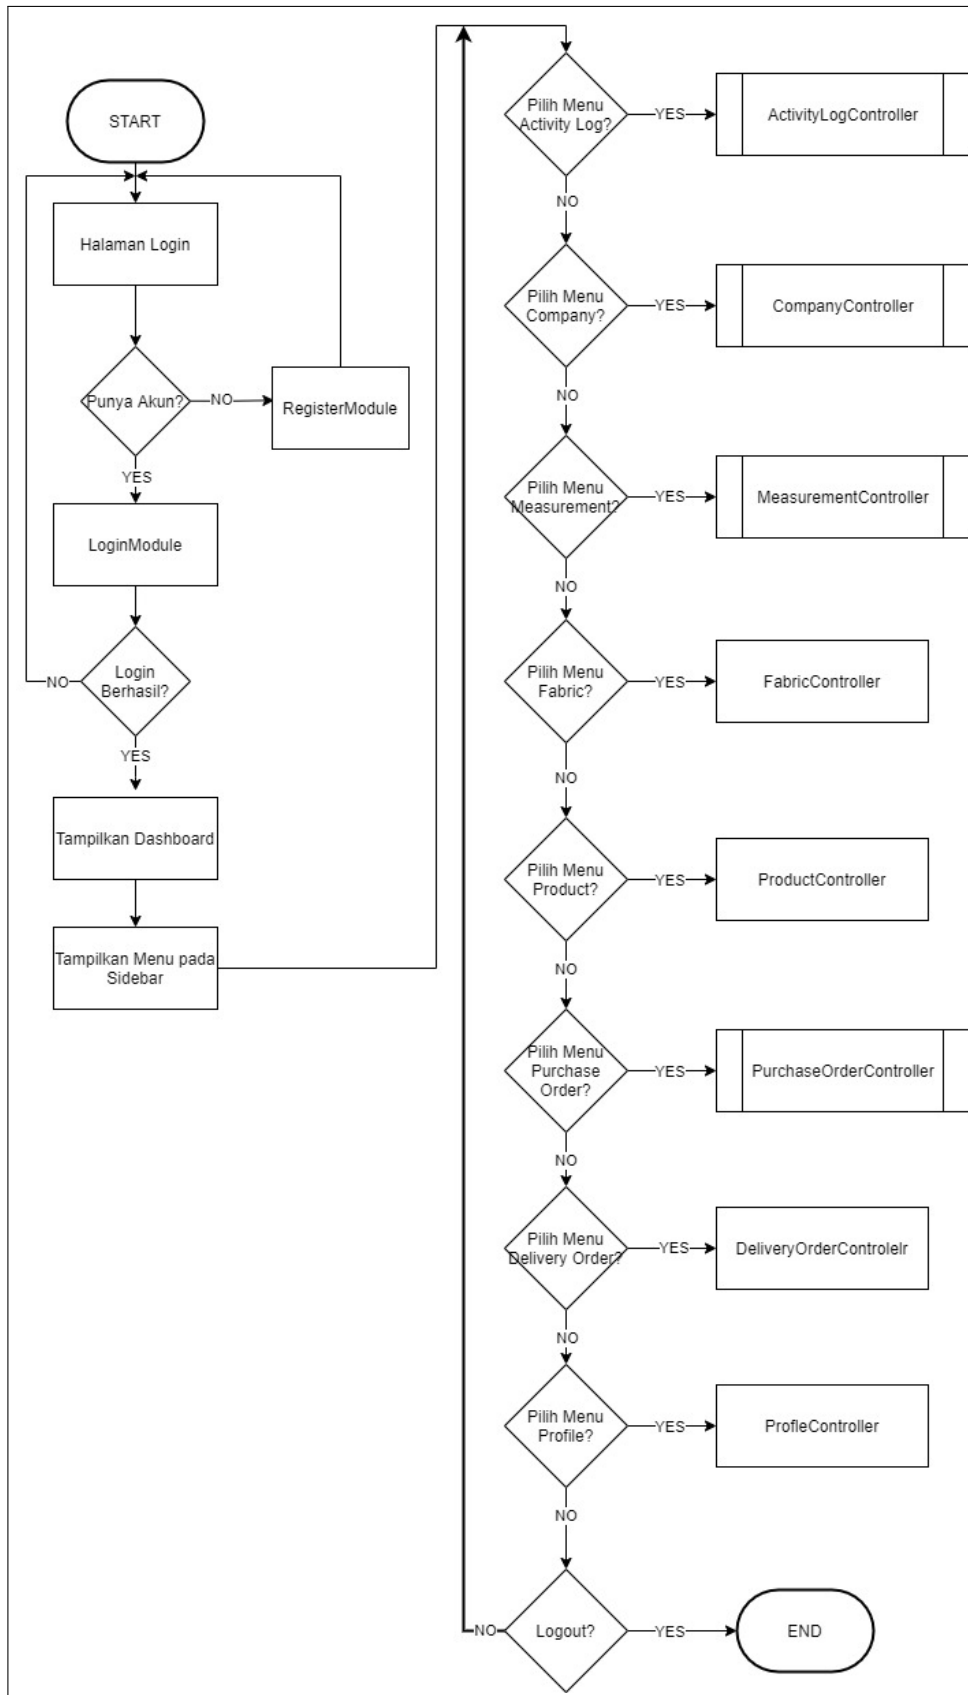 START
Halaman Login
Punya Akun?
NO
RegisterModule
YES
LoginModule
Login
Berhasil?
NO
YES
Tampilkan Dashboard
Tampilkan Menu pada
Sidebar
Pilih Menu
Activity Log?
YES
ActivityLogController
NO
Pilih Menu
Company?
YES
CompanyController
NO
Pilih Menu
Measurement?
YES
MeasurementController
NO
Pilih Menu
Fabric?
YES
FabricController
NO
Pilih Menu
Product?
YES
ProductController
NO
Pilih Menu
Purchase
Order?
YES
PurchaseOrderController
NO
Pilih Menu
Delivery Order?
YES
DeliveryOrderControlelr
NO
Pilih Menu
Profile?
YES
ProfleController
NO
Logout?
NO
YES
END